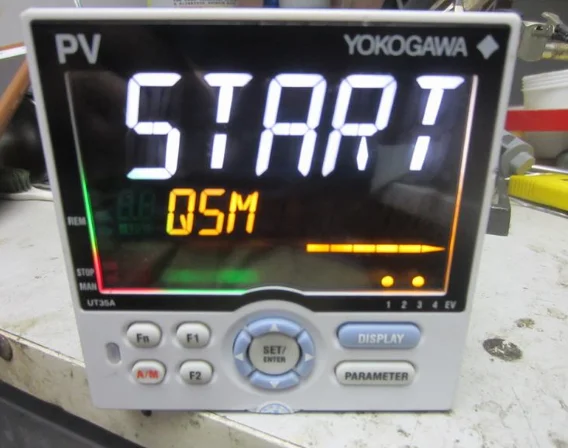 PV YOKOGAWA
START
QSM
REM
STOP
MAN
UT35A
1 2 3 4 EV
Fn F1
SET/
ENTER
DISPLAY
A/M F2
PARAMETER